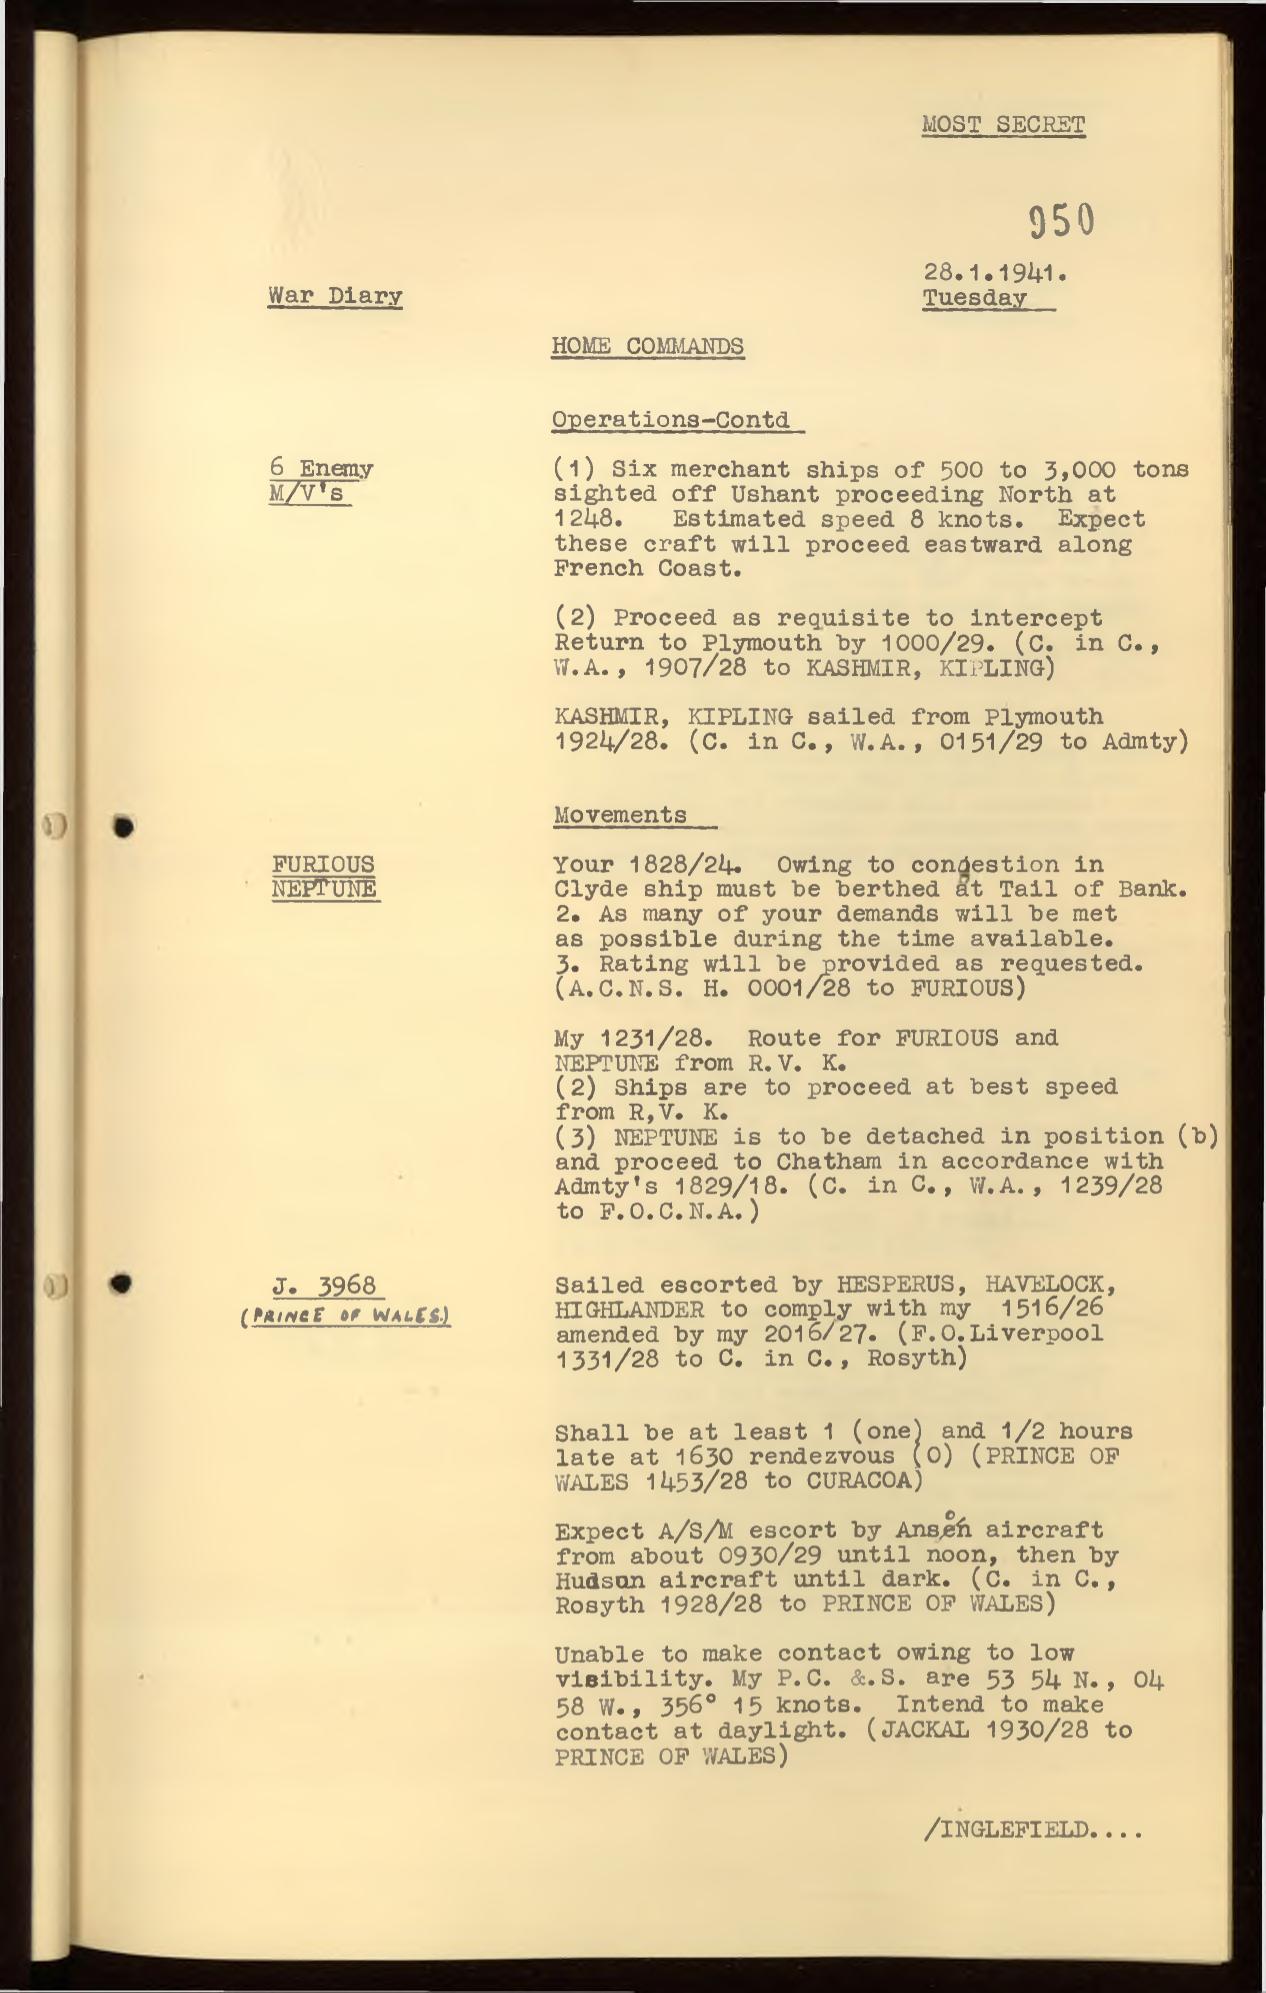 MOST SECRET
950
28.1.1941.
War Diary
Tuesday
HOME COMMANDS
Operations-Contd
6 Enemy
M/V's
(1) Six merchant ships of 500 to 3,000 tons
sighted off Ushant proceeding North at
1248. Estimated speed 8 knots. Expect
these craft will proceed eastward along
French Coast.
(2) Proceed as requisite to intercept
Return to Plymouth by 1000/29. (C. in C.,
W.A., 1907/28 to KASHMIR, KIPLING)
KASHMIR, KIPLING sailed from Plymouth
1924/28. (C. in C., W.A., 0151/29 to Admty)
Movements
FURIOUS
NEPTUNE
Your 1828/24. Owing to congestion in
Clyde ship must be berthed at Tail of Bank.
2. As many of your demands will be met
as possible during the time available.
3. Rating will be provided as requested.
(A.C.N.S. H. 0001/28 to FURIOUS)
My 1231/28. Route for FURIOUS and
NEPTUNE from R.V. K.
(2) Ships are to proceed at best speed
from R,V. K.
(3) NEPTUNE is to be detached in position (b)
and proceed to Chatham in accordance with
Admty's 1829/18. (C. in C., W.A., 1239/28
to F.O.C.N.A.)
J. 3968
(PRINCE OF WALES.)
Sailed escorted by HESPERUS, HAVELOCK,
HIGHLANDER to comply with my 1516/26
amended by my 2016/27. (F.O.Liverpool
1331/28 to C. in C., Rosyth)
Shall be at least 1 (one) and 1/2 hours
late at 1630 rendezvous (0) (PRINCE OF
WALES 1453/28 to CURACOA)
Expect A/S/M escort by Anson aircraft
from about 0930/29 until noon, then by
Hudson aircraft until dark. (C. in C.,
Rosyth 1928/28 to PRINCE OF WALES)
Unable to make contact owing to low
visibility. My P.C. &.S. are 53 54 N., 04
58 W., 356° 15 knots. Intend to make
contact at daylight. (JACKAL 1930/28 to
PRINCE OF WALES)
/INGLEFIELD....